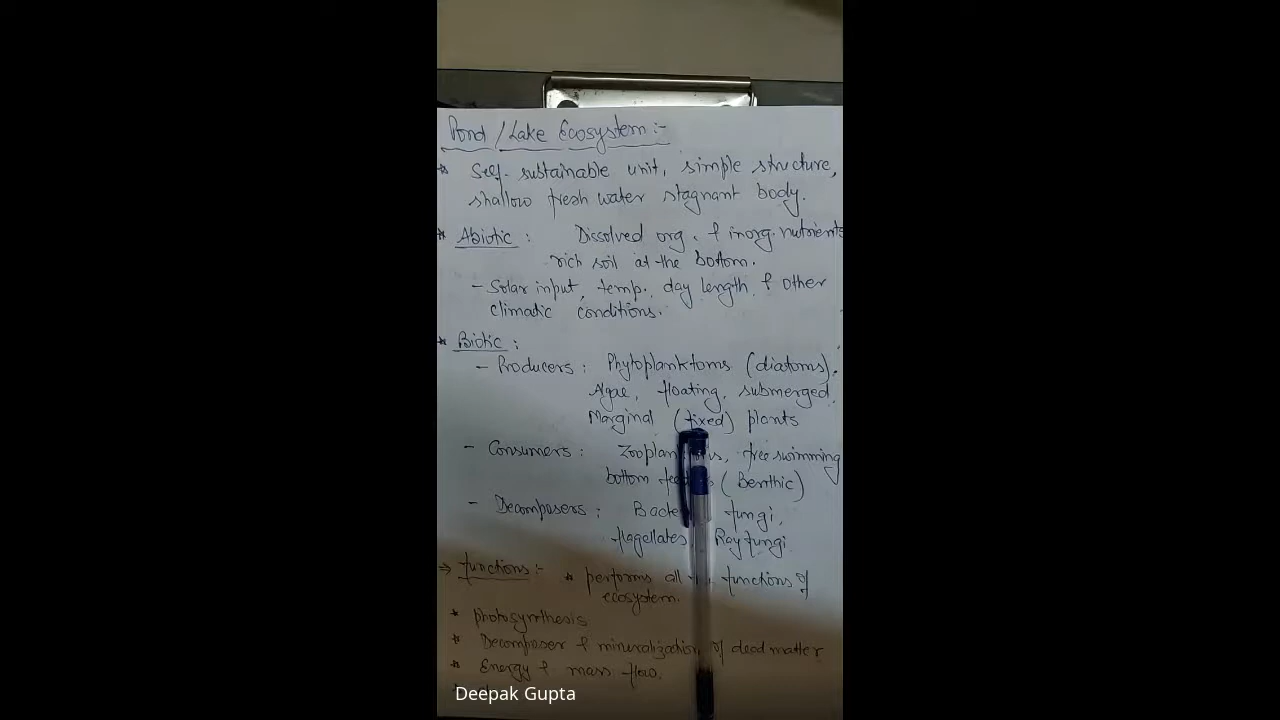 Pond / Lake Ecosystem :-
* Self-sustainable unit, simple structure,
shallow fresh water stagnant body.
* Abiotic : Dissolved org. & inorg. nutrients
rich soil at the bottom.
- Solar input, temp. day length & other
climatic conditions.
* Biotic :
- Producers : Phytoplanktoms (diatoms).
Algae, floating, submerged,
Marginal (fixed) plants
- Consumers : free swimming
bottom (Benthic)
- Decomposers : fungi,
flagellates, Ray fungi.
⇒ functions :- * performs all functions of
ecosystem.
* photosynthesis
* Decomposer & mineralization of dead matter
* Energy & mass flow.
Deepak Gupta